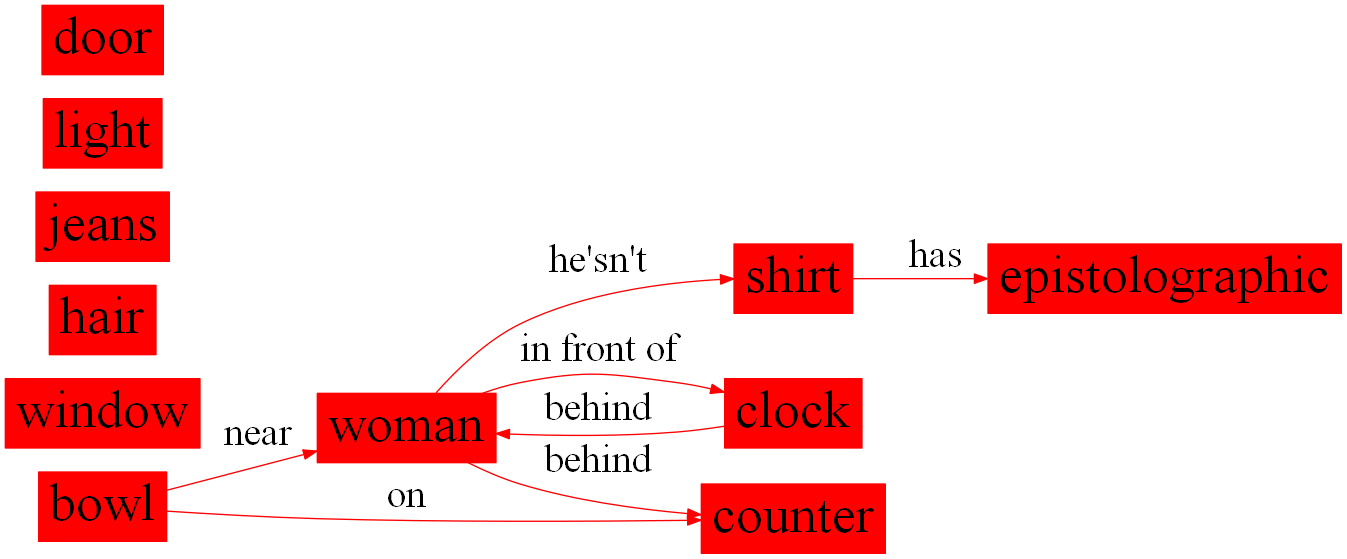 door
light
jeans
hair
window
bowl
near
on
woman
he'sn't
in front of
behind
behind
shirt
clock
counter
has
epistolographic